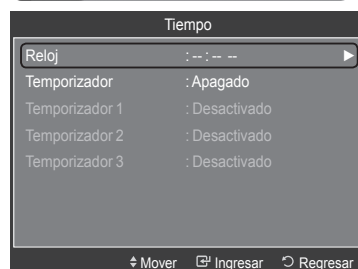 Tiempo
Reloj : -- : -- --
Temporizador : Apagado
Temporizador 1 : Desactivado
Temporizador 2 : Desactivado
Temporizador 3 : Desactivado
Mover Ingresar Regresar